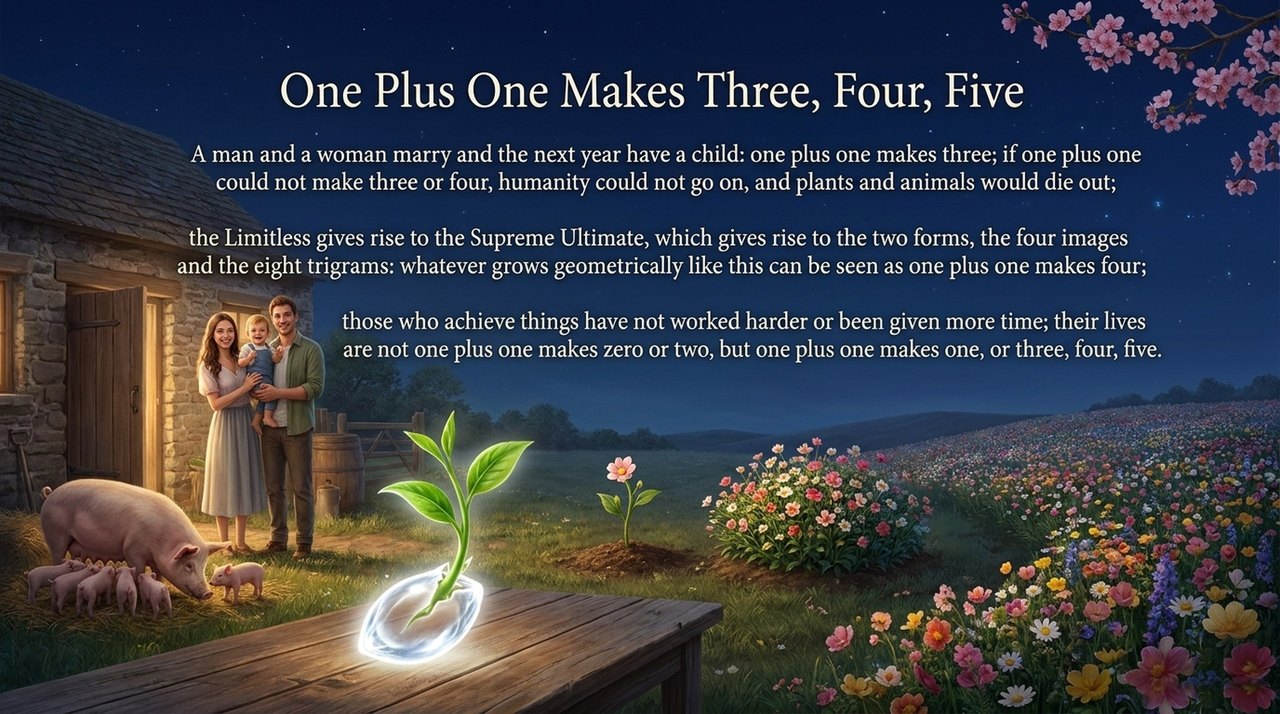 One Plus One Makes Three, Four, Five
A man and a woman marry and the next year have a child: one plus one makes three; if one plus one
could not make three or four, humanity could not go on, and plants and animals would die out;
the Limitless gives rise to the Supreme Ultimate, which gives rise to the two forms, the four images
and the eight trigrams: whatever grows geometrically like this can be seen as one plus one makes four;
those who achieve things have not worked harder or been given more time; their lives
are not one plus one makes zero or two, but one plus one makes one, or three, four, five.